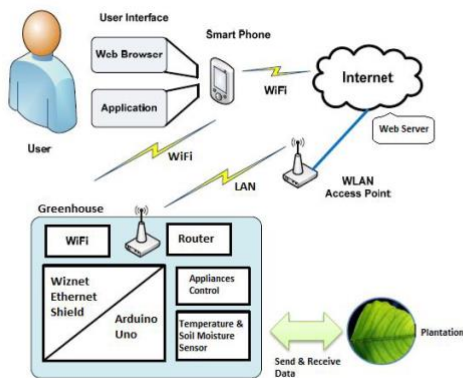 User Interface
Web Browser
Application
User
Smart Phone
WiFi
Internet
Web Server
WiFi
LAN
WLAN
Access Point
Greenhouse
WiFi
Router
Wiznet
Ethernet
Shield
Arduino
Uno
Appliances
Control
Temperature &
Soil Moisture
Sensor
Send & Receive
Data
Plantation